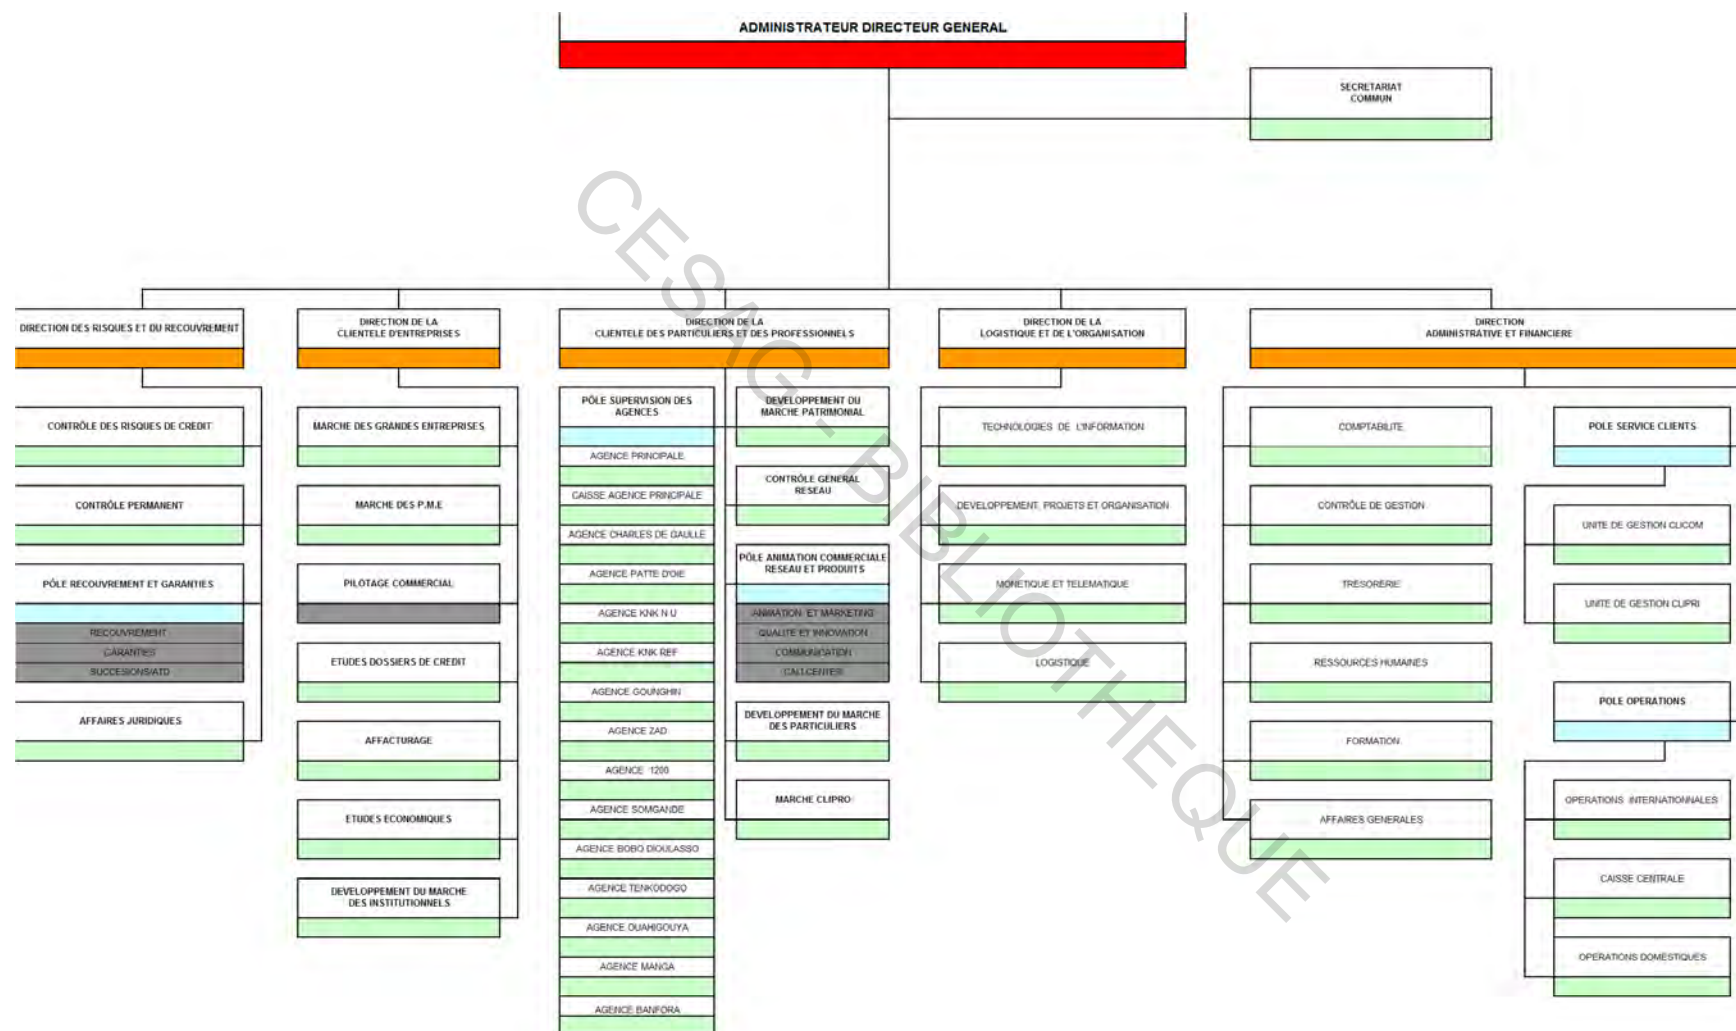 ADMINISTRATEUR DIRECTEUR GENERAL
SECRETARIAT
COMMUN
DIRECTION DES RISQUES ET DU RECOUVREMENT
CONTRÔLE DES RISQUES DE CREDIT
CONTRÔLE PERMANENT
PÔLE RECOUVREMENT ET GARANTIES
RECOUVREMENT
GARANTIES
SUCCESIONS/ATD
AFFAIRES JURIDIQUES
DIRECTION DE LA
CLIENTELE D'ENTREPRISES
MARCHE DES GRANDES ENTREPRISES
MARCHE DES P.M.E
PILOTAGE COMMERCIAL
ETUDES DOSSIERS DE CREDIT
AFFACTURAGE
ETUDES ECONOMIQUES
DEVELOPPEMENT DU MARCHE
DES INSTITUTIONNELS
DIRECTION DE LA
CLIENTELE DES PARTICULIERS ET DES PROFESSIONNELS
PÔLE SUPERVISION DES
AGENCES
AGENCE PRINCIPALE
CAISSE AGENCE PRINCIPALE
AGENCE CHARLES DE GAULLE
AGENCE PATTE D'OIE
AGENCE KNK N U
AGENCE KNK REF
AGENCE GOUNGHIN
AGENCE ZAD
AGENCE 1200
AGENCE SOMGANDE
AGENCE BOBO DIOULASSO
AGENCE TENKODOGO
AGENCE OUAHIGOUYA
AGENCE MANGA
AGENCE BANFORA
DEVELOPPEMENT DU
MARCHE PATRIMONIAL
CONTRÔLE GENERAL
RESEAU
PÔLE ANIMATION COMMERCIALE
RESEAU ET PRODUITS
ANIMATION ET MARKETING
QUALITE ET INNOVATION
COMMUNICATION
CALLCENTER
DEVELOPPEMENT DU MARCHE
DES PARTICULIERS
MARCHE CLIPRO
DIRECTION DE LA
LOGISTIQUE ET DE L'ORGANISATION
TECHNOLOGIES DE L'INFORMATION
DEVELOPPEMENT, PROJETS ET ORGANISATION
MONETIQUE ET TELEMATIQUE
LOGISTIQUE
DIRECTION
ADMINISTRATIVE ET FINANCIERE
COMPTABILITE
CONTRÔLE DE GESTION
TRESORERIE
RESSOURCES HUMAINES
FORMATION
AFFAIRES GENERALES
POLE SERVICE CLIENTS
UNITE DE GESTION CLICOM
UNITE DE GESTION CLIPRI
POLE OPERATIONS
OPERATIONS INTERNATIONNALES
CAISSE CENTRALE
OPERATIONS DOMESTIQUES
CESAG - BIBLIOTHEQUE